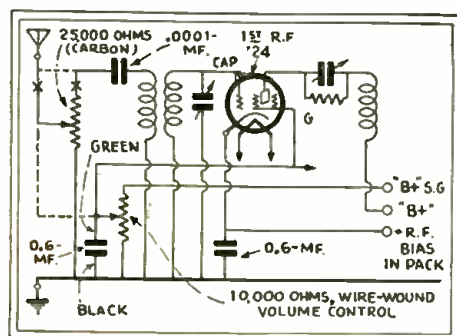 25,000 OHMS
(CARBON)
.0001-
MF.
1ST R.F
'24
CAP
G
GREEN
"B+" S.G
"B+"
+ R.F.
BIAS
IN PACK
0.6-
MF.
0.6-MF.
BLACK
10,000 OHMS, WIRE-WOUND
VOLUME CONTROL